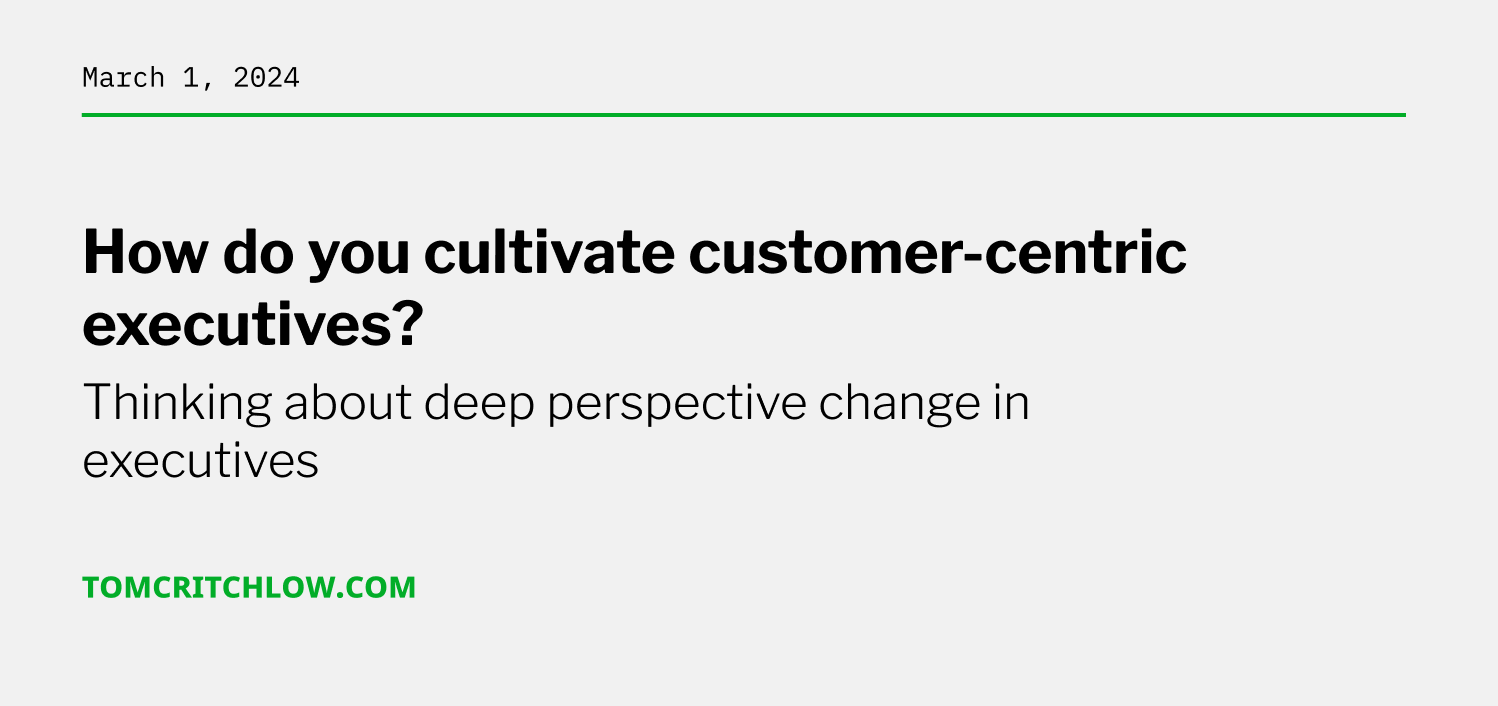 March 1, 2024
How do you cultivate customer-centric
executives?
Thinking about deep perspective change in
executives
TOMCRITCHLOW.COM